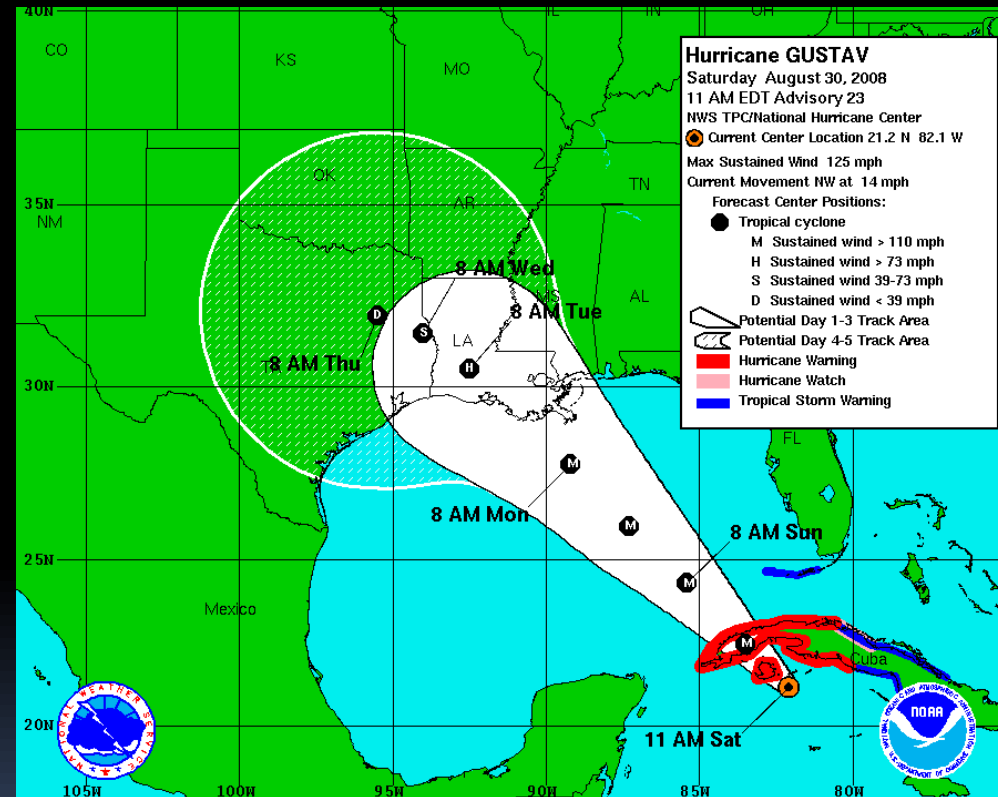 40N
CO
KS
MO
IL
IN
OH
Hurricane GUSTAV
Saturday August 30, 2008
11 AM EDT Advisory 23
NWS TPC/National Hurricane Center
Current Center Location 21.2 N 82.1 W
Max Sustained Wind 125 mph
Current Movement NW at 14 mph
Forecast Center Positions:
Tropical cyclone
M Sustained wind > 110 mph
H Sustained wind > 73 mph
S Sustained wind 39-73 mph
D Sustained wind < 39 mph
Potential Day 1-3 Track Area
Potential Day 4-5 Track Area
Hurricane Warning
Hurricane Watch
Tropical Storm Warning
OK
TN
35N
NM
AR
8 AM Wed
MS
AL
8 AM Tue
D
S
LA
8 AM Thu
H
30N
FL
M
8 AM Mon
M
8 AM Sun
25N
M
Mexico
M
Cuba
11 AM Sat
20N
NATIONAL WEATHER SERVICE
NOAA
105W
100W
95W
90W
85W
80W